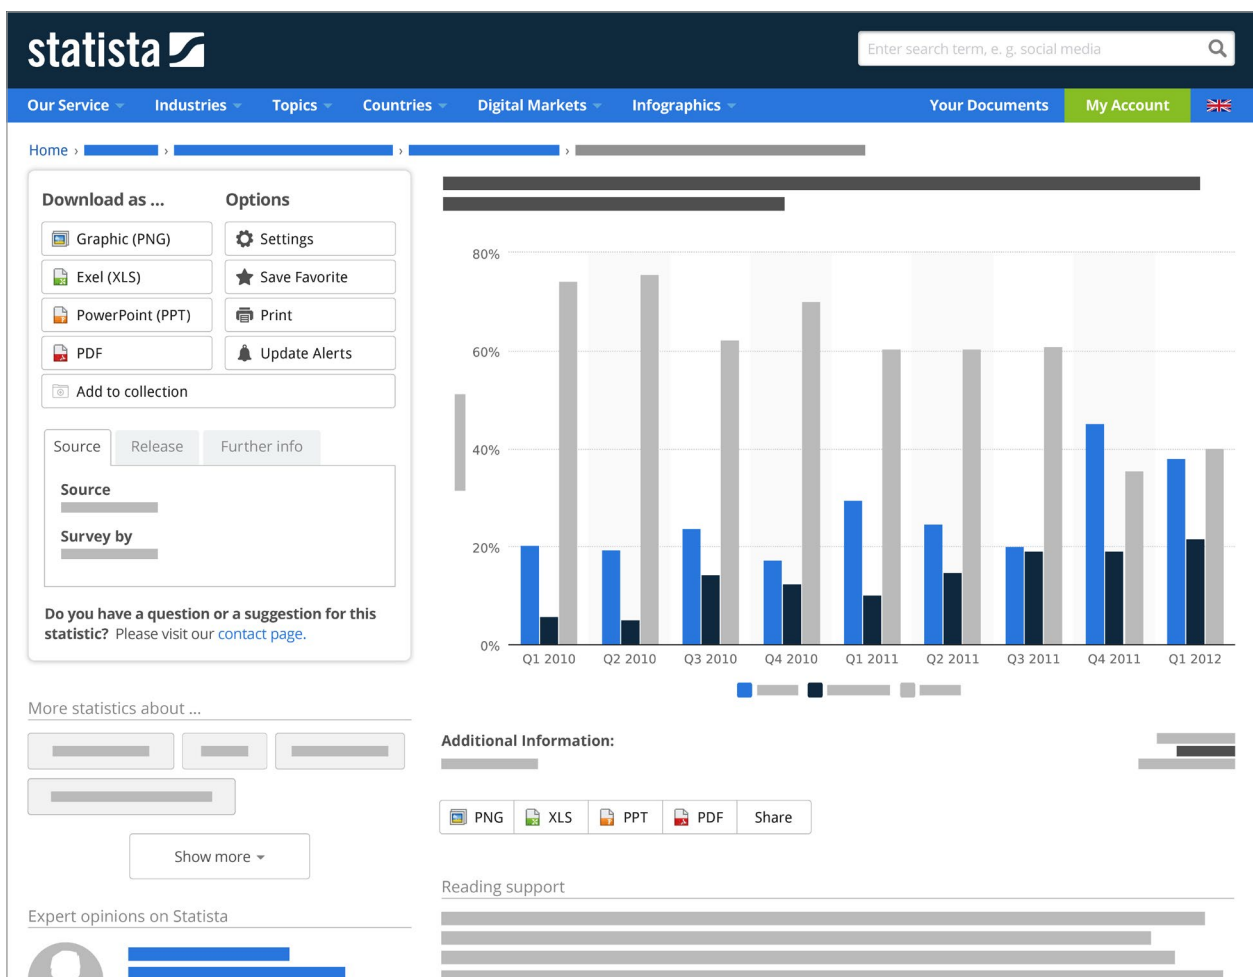 statista
Enter search term, e. g. social media
Our Service Industries Topics Countries Digital Markets Infographics Your Documents My Account
Home › › › ›
Download as ... Options
Graphic (PNG) Settings
Exel (XLS) Save Favorite
PowerPoint (PPT) Print
PDF Update Alerts
Add to collection
Source Release Further info
Source
Survey by
Do you have a question or a suggestion for this
statistic? Please visit our contact page.
More statistics about ...
Show more
Expert opinions on Statista
80%
60%
40%
20%
0%
Q1 2010 Q2 2010 Q3 2010 Q4 2010 Q1 2011 Q2 2011 Q3 2011 Q4 2011 Q1 2012
Additional Information:
PNG XLS PPT PDF Share
Reading support